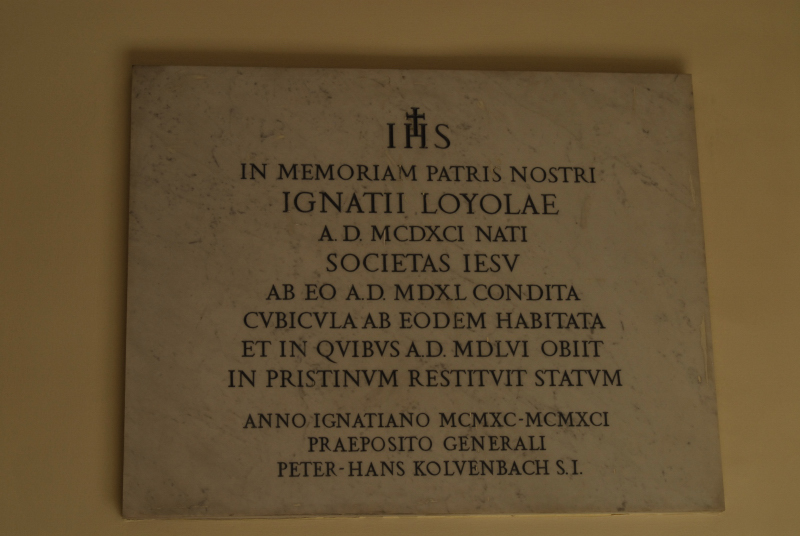 IHS
IN MEMORIAM PATRIS NOSTRI
IGNATII LOYOLAE
A. D. MCDXCI NATI
SOCIETAS IESV
AB EO A.D. MDXL CONDITA
CVBICVLA AB EODEM HABITATA
ET IN QVIBVS A.D. MDLVI OBIIT
IN PRISTINVM RESTITVIT STATVM
ANNO IGNATIANO MCMXC-MCMXCI
PRAEPOSITO GENERALI
PETER-HANS KOLVENBACH S.I.